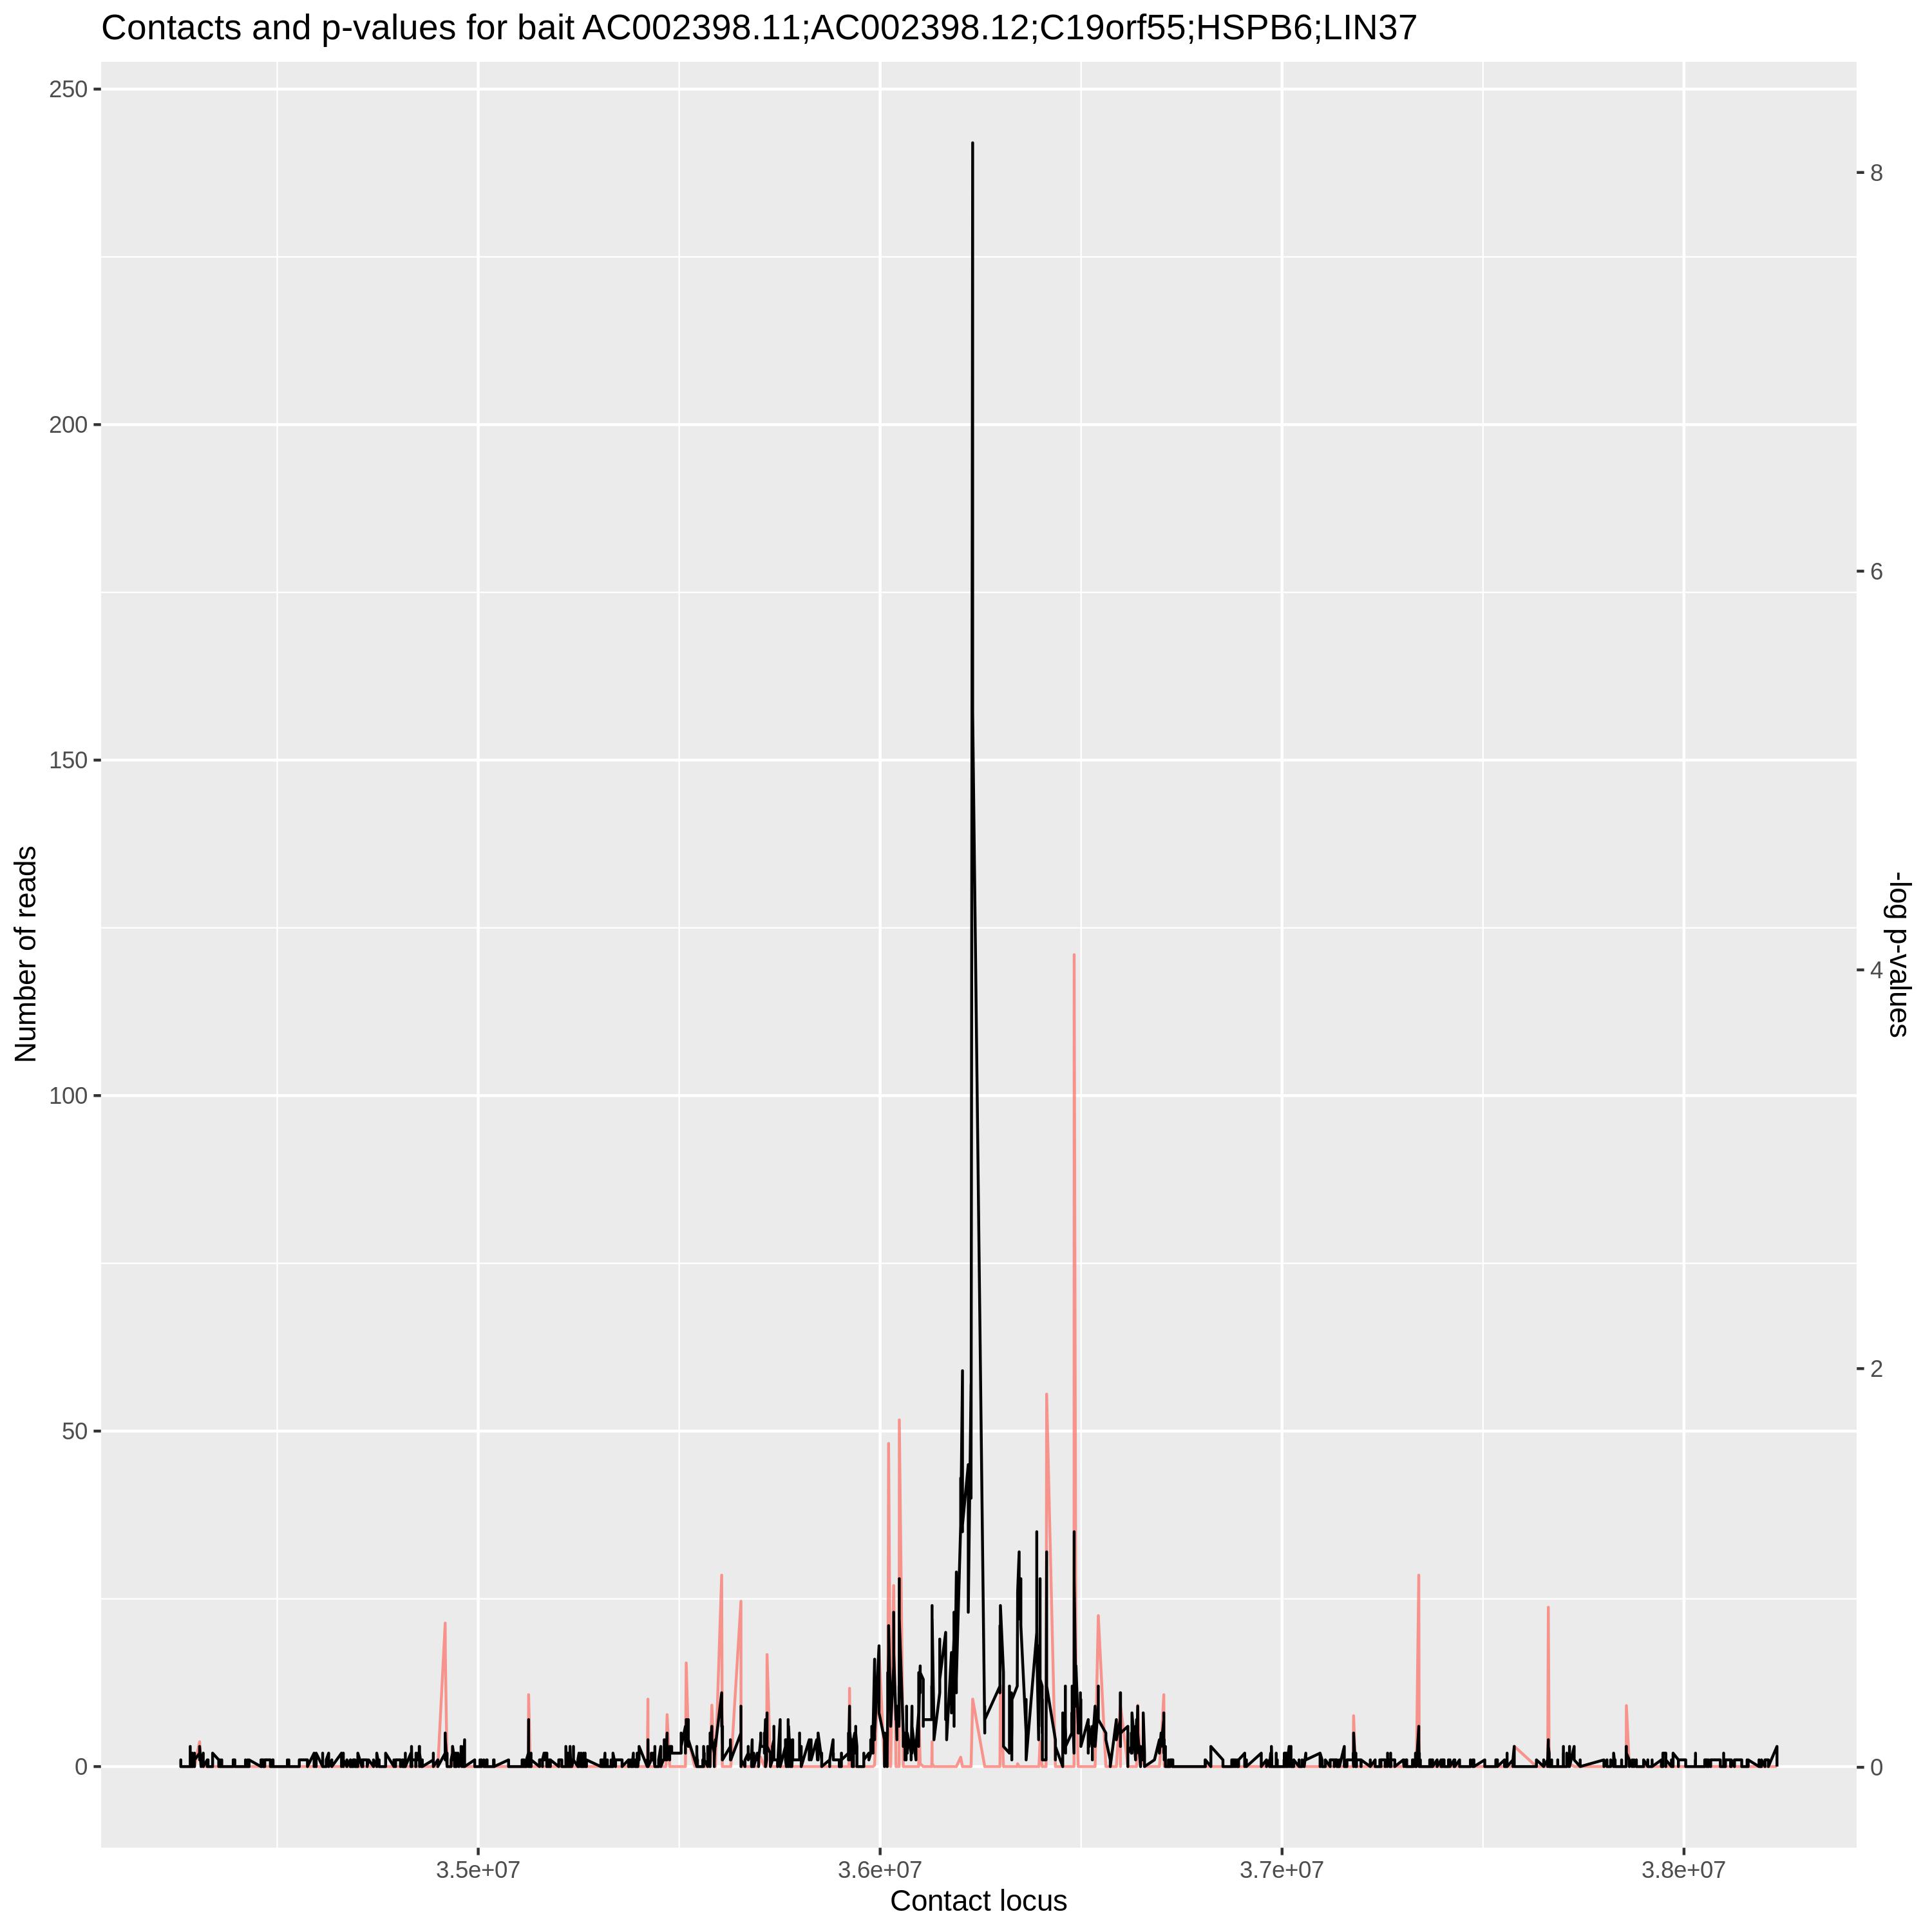 Contacts and p-values for bait AC002398.11;AC002398.12;C19orf55;HSPB6;LIN37
250
200
150
100
50
0
Number of reads
8
6
4
2
0
-log p-values
3.5e+07
3.6e+07
3.7e+07
3.8e+07
Contact locus